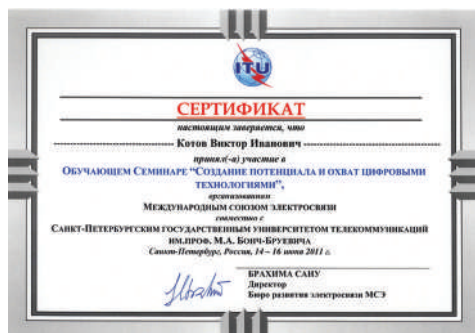 ITU
СЕРТИФИКАТ
настоящим заверяется, что
Котов Виктор Иванович
принял(-а) участие в
Обучающем Семинаре "Создание потенциала и охват цифровыми
технологиями",
организованном
Международным союзом электросвязи
совместно с
Санкт-Петербургским государственным университетом телекоммуникаций
им.проф. М.А. Бонч-Бруевича
Санкт-Петербург, Россия, 14 – 16 июня 2011 г.
БРАХИМА САНУ
Директор
Бюро развития электросвязи МСЭ